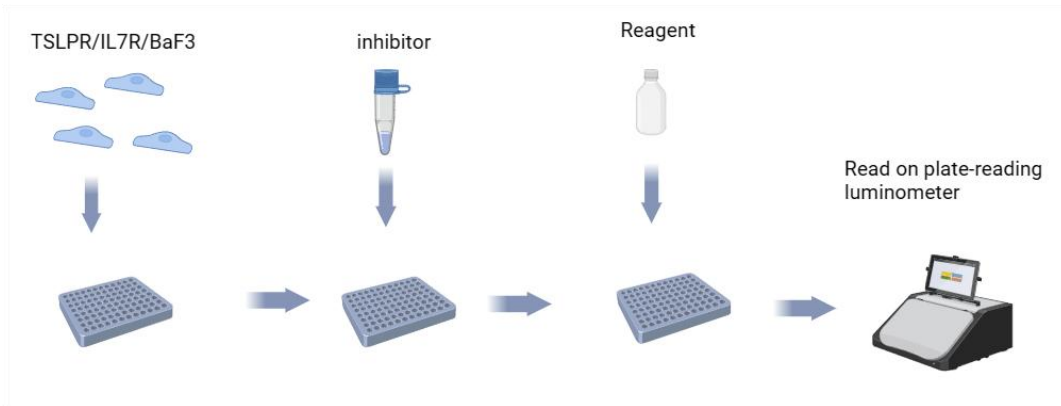 TSLPR/IL7R/BaF3
inhibitor
Reagent
Read on plate-reading
luminometer